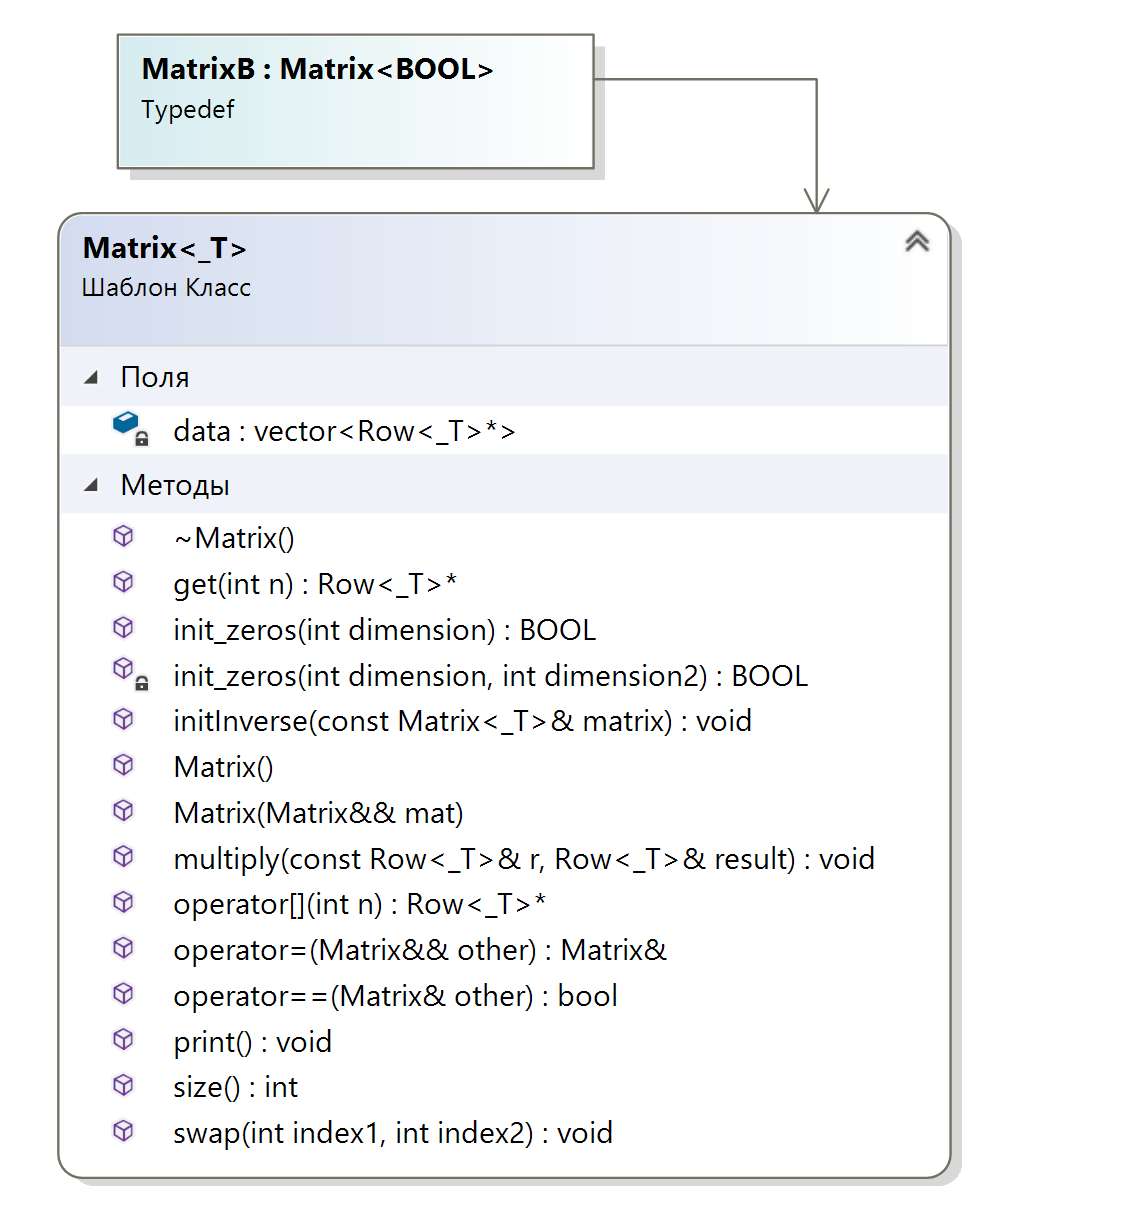 MatrixB : Matrix<BOOL>
Typedef
Matrix<_T>
Шаблон Класс
Поля
data : vector<Row<_T>*>
Методы
~Matrix()
get(int n) : Row<_T>*
init_zeros(int dimension) : BOOL
init_zeros(int dimension, int dimension2) : BOOL
initInverse(const Matrix<_T>& matrix) : void
Matrix()
Matrix(Matrix&& mat)
multiply(const Row<_T>& r, Row<_T>& result) : void
operator[](int n) : Row<_T>*
operator=(Matrix&& other) : Matrix&
operator==(Matrix& other) : bool
print() : void
size() : int
swap(int index1, int index2) : void